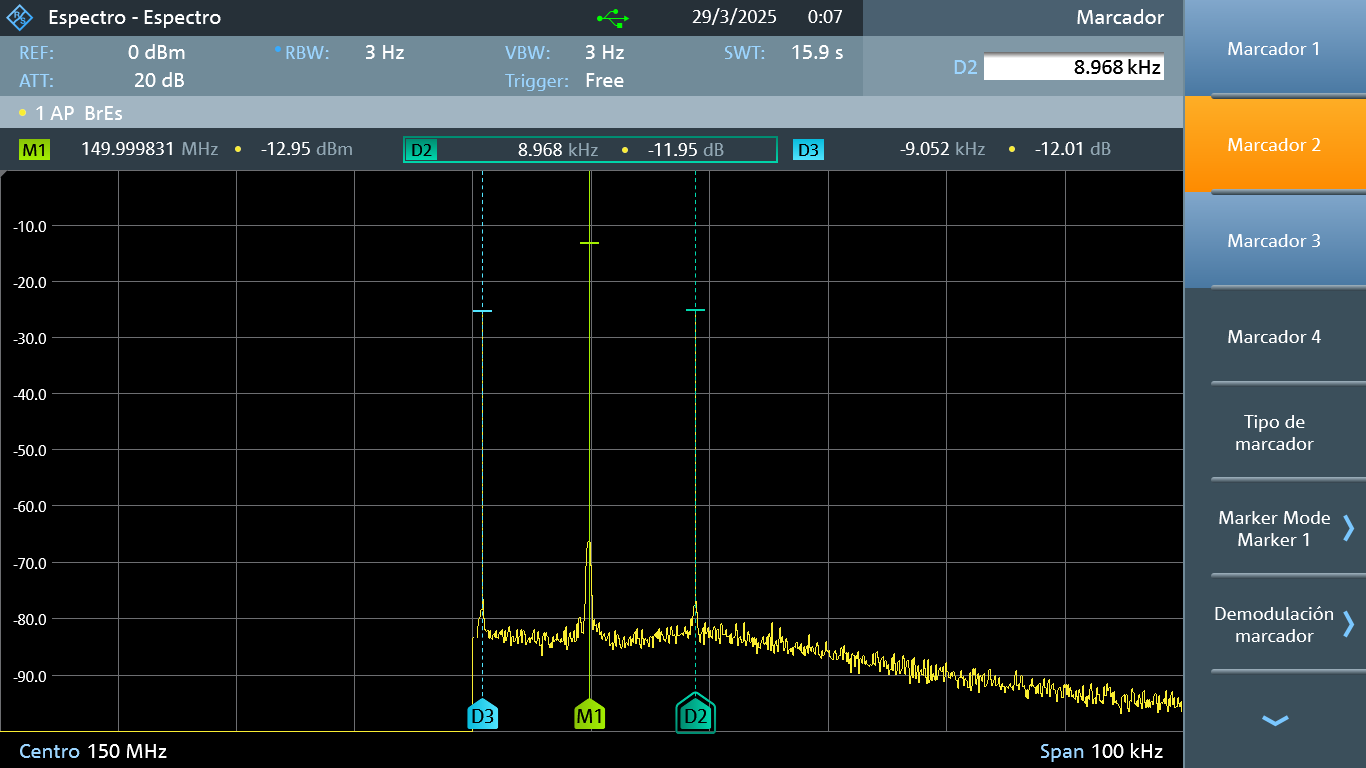 Espectro - Espectro 29/3/2025 0:07 Marcador
REF: 0 dBm RBW: 3 Hz VBW: 3 Hz SWT: 15.9 s
ATT: 20 dB Trigger: Free
D2 8.968 kHz
1 AP BrEs
M1 149.999831 MHz -12.95 dBm D2 8.968 kHz -11.95 dB D3 -9.052 kHz -12.01 dB
-10.0
-20.0
-30.0
-40.0
-50.0
-60.0
-70.0
-80.0
-90.0
D3 M1 D2
Centro 150 MHz Span 100 kHz
Marcador 1
Marcador 2
Marcador 3
Marcador 4
Tipo de
marcador
Marker Mode
Marker 1
Demodulación
marcador